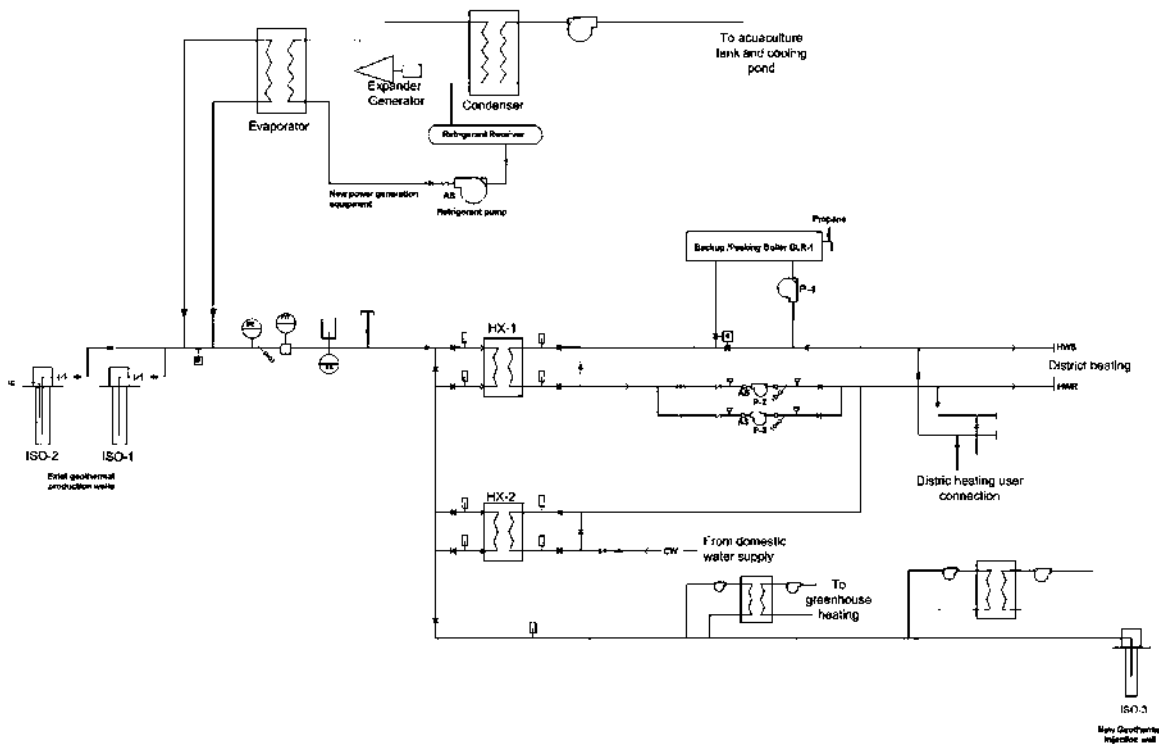 To acuaculture
tank and cooling
pond
Expander
Generator
Condenser
Evaporator
Refrigerant Receiver
New power generation
equipment
AS
Refrigerant pump
Propane
Backup /Peaking Boiler BLR-1
P-4
HX-1
HWS
District heating
HWR
AS
P-2
AS
ISO-2
ISO-1
Exist geothermal
production wells
Distric heating user
connection
HX-2
From domestic
water supply
CW
To
greenhouse
heating
ISO-3
New Geothermal
injection well